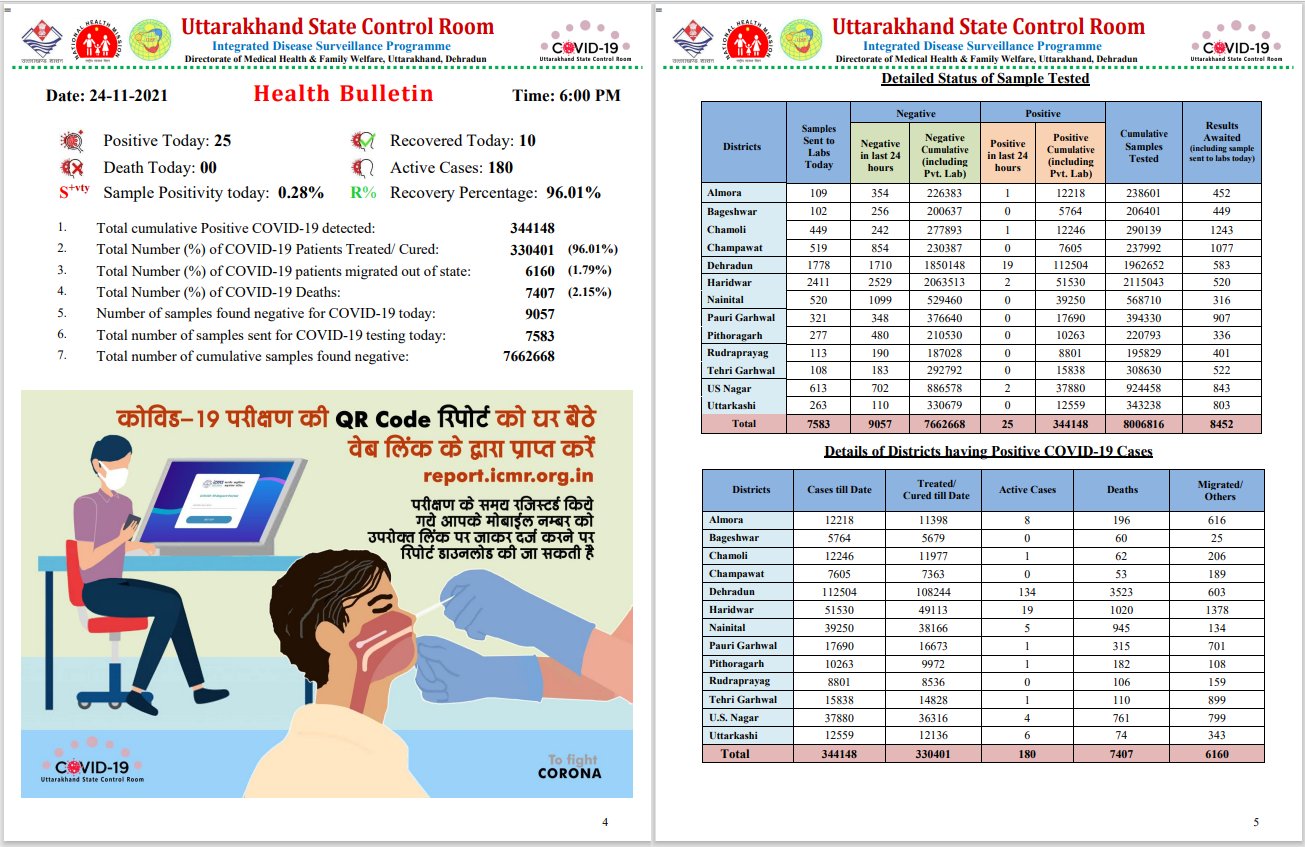 Uttarakhand State Control Room
Integrated Disease Surveillance Programme
Directorate of Medical Health & Family Welfare, Uttarakhand, Dehradun
उत्तराखण्ड शासन
NATIONAL HEALTH MISSION
राष्ट्रीय स्वास्थ्य मिशन
COVID-19
Uttarakhand State Control Room
Date: 24-11-2021 Health Bulletin Time: 6:00 PM
Positive Today: 25 Recovered Today: 10
Death Today: 00 Active Cases: 180
S+vty Sample Positivity today: 0.28% R% Recovery Percentage: 96.01%
1. Total cumulative Positive COVID-19 detected: 344148
2. Total Number (%) of COVID-19 Patients Treated/ Cured: 330401 (96.01%)
3. Total Number (%) of COVID-19 patients migrated out of state: 6160 (1.79%)
4. Total Number (%) of COVID-19 Deaths: 7407 (2.15%)
5. Number of samples found negative for COVID-19 today: 9057
6. Total number of samples sent for COVID-19 testing today: 7583
7. Total number of cumulative samples found negative: 7662668
कोविड-19 परीक्षण की QR Code रिपोर्ट को घर बैठे
वेब लिंक के द्वारा प्राप्त करें
report.icmr.org.in
परीक्षण के समय रजिस्टर्ड किये
गये आपके मोबाईल नम्बर को
उपरोक्त लिंक पर जाकर दर्ज करने पर
रिपोर्ट डाउनलोड की जा सकती है
COVID-19
Uttarakhand State Control Room
To fight
CORONA
4
Uttarakhand State Control Room
Integrated Disease Surveillance Programme
Directorate of Medical Health & Family Welfare, Uttarakhand, Dehradun
उत्तराखण्ड शासन
NATIONAL HEALTH MISSION
राष्ट्रीय स्वास्थ्य मिशन
COVID-19
Uttarakhand State Control Room
Detailed Status of Sample Tested
Districts Samples Sent to Labs Today Negative Positive Cumulative Samples Tested Results Awaited (including sample sent to labs today)
Negative in last 24 hours Negative Cumulative (including Pvt. Lab) Positive in last 24 hours Positive Cumulative (including Pvt. Lab)
Almora 109 354 226383 1 12218 238601 452
Bageshwar 102 256 200637 0 5764 206401 449
Chamoli 449 242 277893 1 12246 290139 1243
Champawat 519 854 230387 0 7605 237992 1077
Dehradun 1778 1710 1850148 19 112504 1962652 583
Haridwar 2411 2529 2063513 2 51530 2115043 520
Nainital 520 1099 529460 0 39250 568710 316
Pauri Garhwal 321 348 376640 0 17690 394330 907
Pithoragarh 277 480 210530 0 10263 220793 336
Rudraprayag 113 190 187028 0 8801 195829 401
Tehri Garhwal 108 183 292792 0 15838 308630 522
US Nagar 613 702 886578 2 37880 924458 843
Uttarkashi 263 110 330679 0 12559 343238 803
Total 7583 9057 7662668 25 344148 8006816 8452
Details of Districts having Positive COVID-19 Cases
Districts Cases till Date Treated/ Cured till Date Active Cases Deaths Migrated/ Others
Almora 12218 11398 8 196 616
Bageshwar 5764 5679 0 60 25
Chamoli 12246 11977 1 62 206
Champawat 7605 7363 0 53 189
Dehradun 112504 108244 134 3523 603
Haridwar 51530 49113 19 1020 1378
Nainital 39250 38166 5 945 134
Pauri Garhwal 17690 16673 1 315 701
Pithoragarh 10263 9972 1 182 108
Rudraprayag 8801 8536 0 106 159
Tehri Garhwal 15838 14828 1 110 899
U.S. Nagar 37880 36316 4 761 799
Uttarkashi 12559 12136 6 74 343
Total 344148 330401 180 7407 6160
5